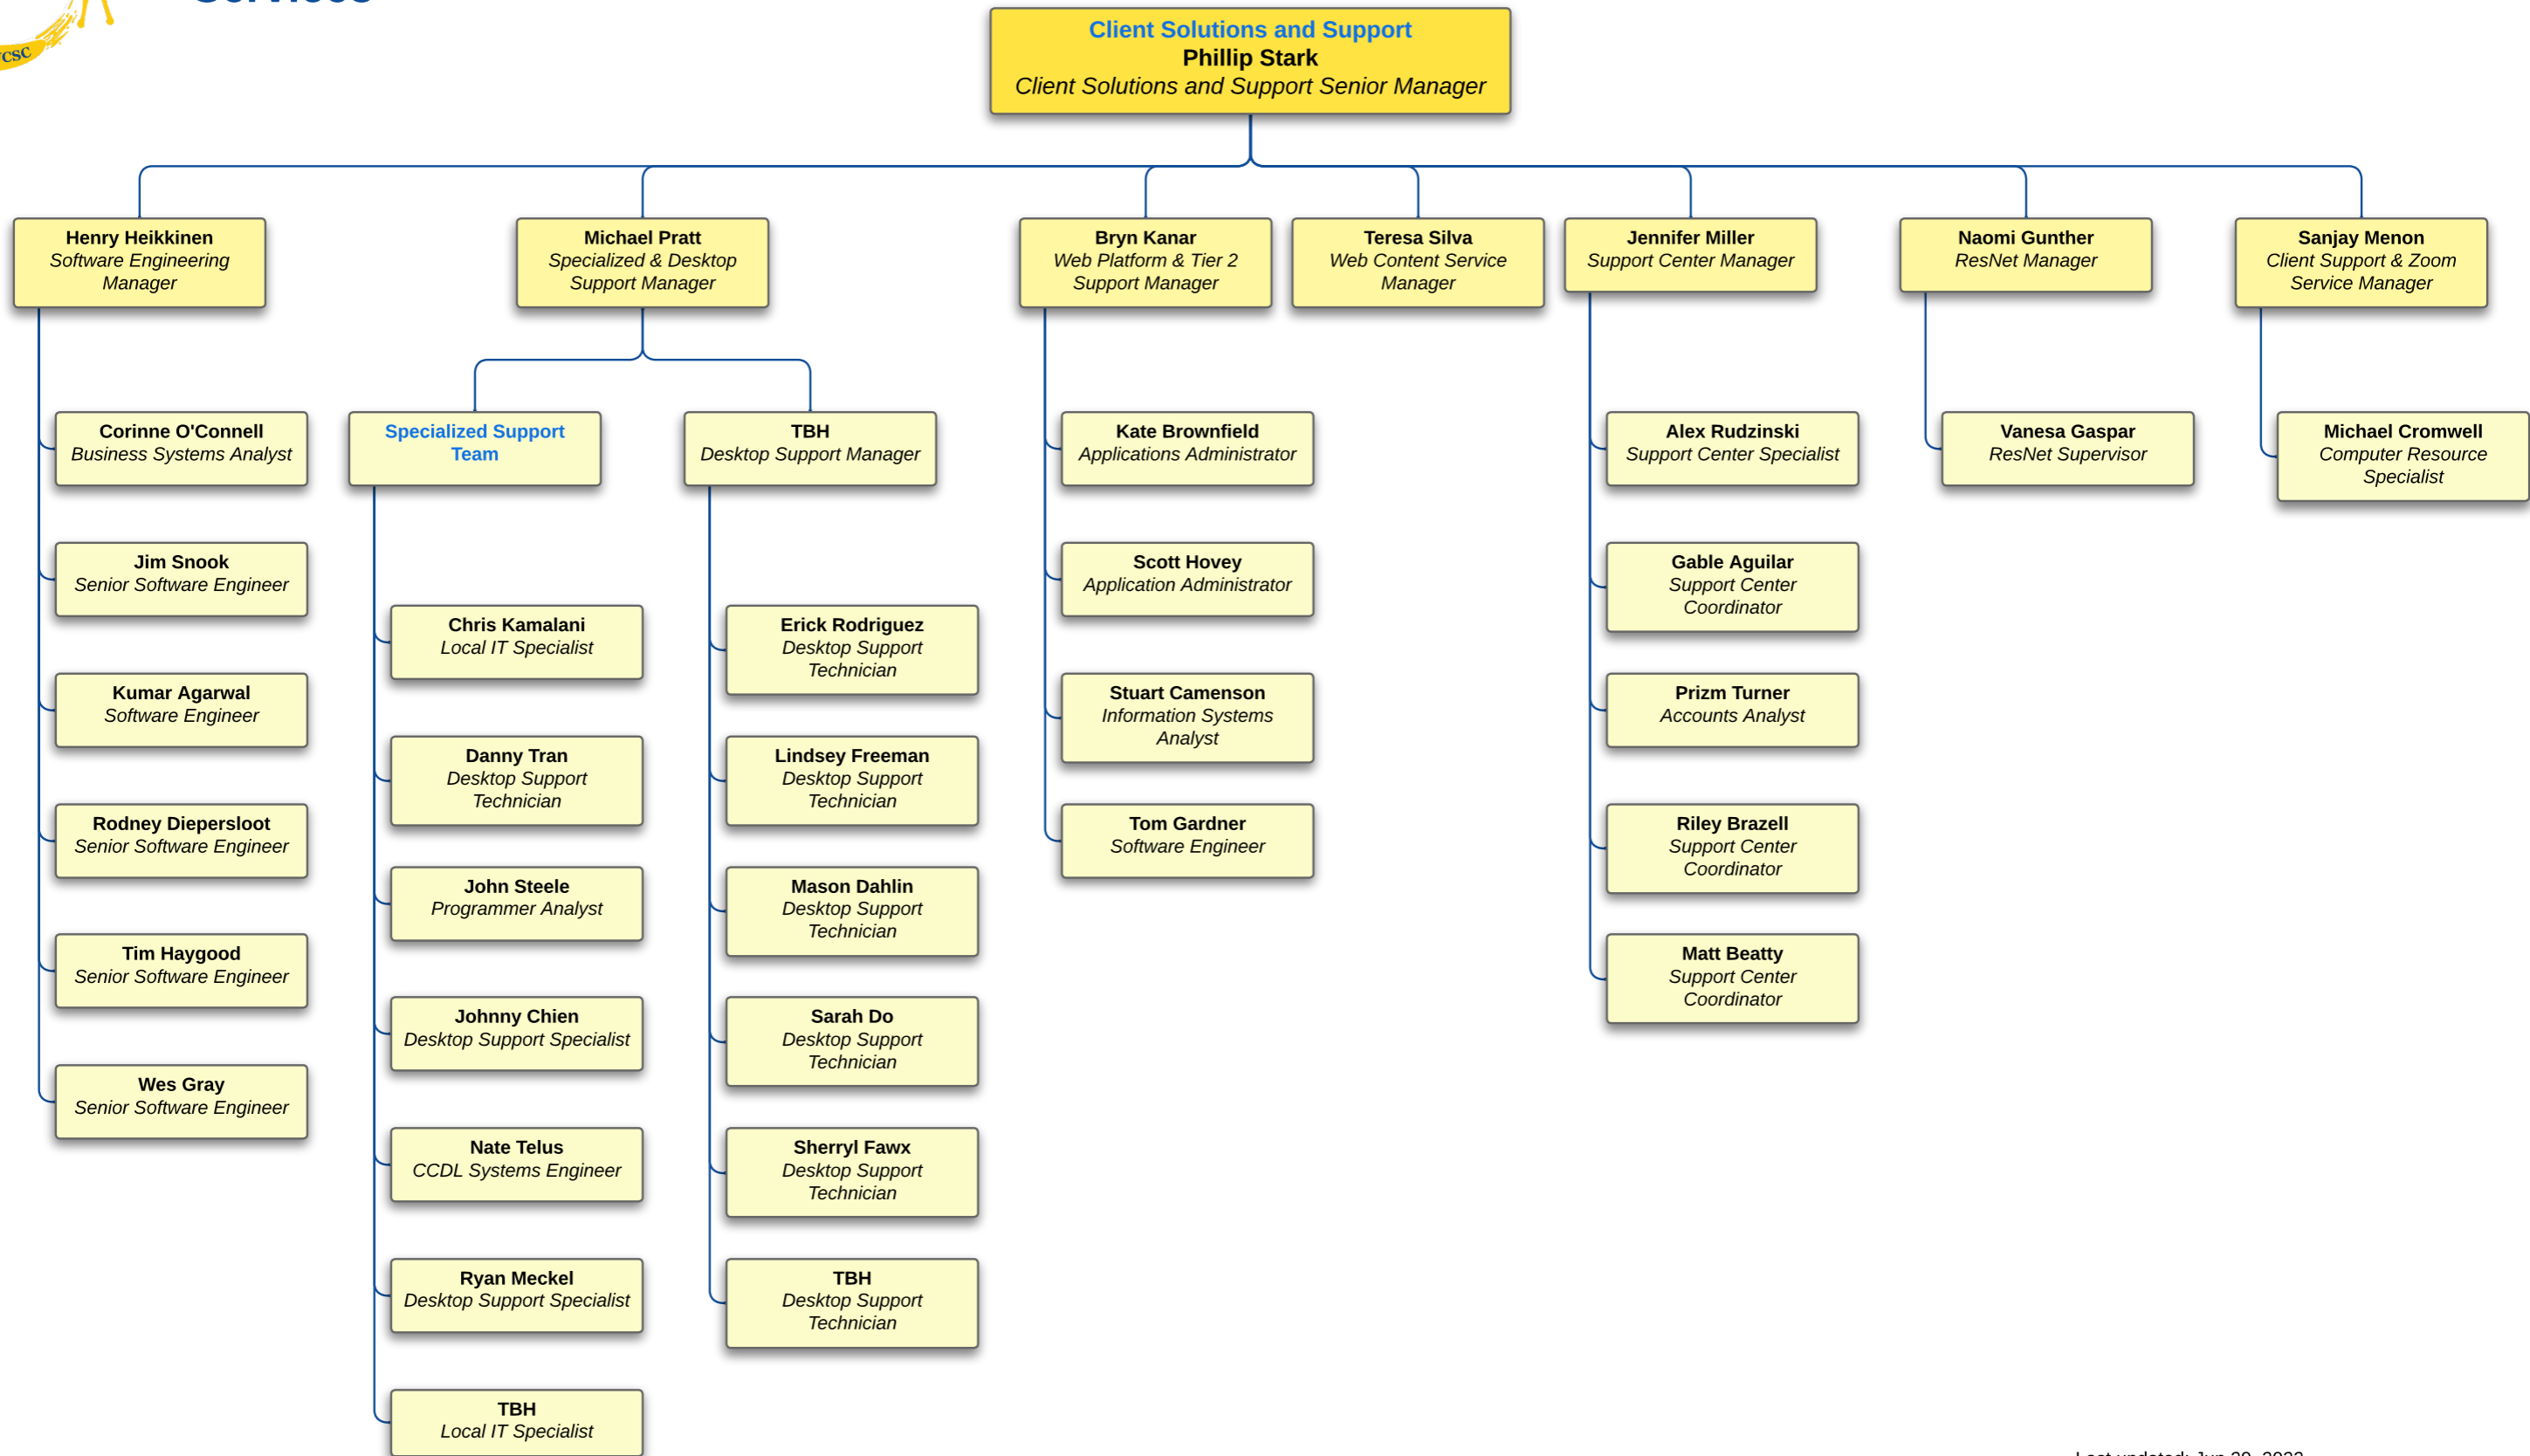 Services
UCSC
Client Solutions and Support
Phillip Stark
Client Solutions and Support Senior Manager
Henry Heikkinen
Software Engineering
Manager
Michael Pratt
Specialized & Desktop
Support Manager
Bryn Kanar
Web Platform & Tier 2
Support Manager
Teresa Silva
Web Content Service
Manager
Jennifer Miller
Support Center Manager
Naomi Gunther
ResNet Manager
Sanjay Menon
Client Support & Zoom
Service Manager
Corinne O'Connell
Business Systems Analyst
Jim Snook
Senior Software Engineer
Kumar Agarwal
Software Engineer
Rodney Diepersloot
Senior Software Engineer
Tim Haygood
Senior Software Engineer
Wes Gray
Senior Software Engineer
Specialized Support
Team
Chris Kamalani
Local IT Specialist
Danny Tran
Desktop Support
Technician
John Steele
Programmer Analyst
Johnny Chien
Desktop Support Specialist
Nate Telus
CCDL Systems Engineer
Ryan Meckel
Desktop Support Specialist
TBH
Local IT Specialist
TBH
Desktop Support Manager
Erick Rodriguez
Desktop Support
Technician
Lindsey Freeman
Desktop Support
Technician
Mason Dahlin
Desktop Support
Technician
Sarah Do
Desktop Support
Technician
Sherryl Fawx
Desktop Support
Technician
TBH
Desktop Support
Technician
Kate Brownfield
Applications Administrator
Scott Hovey
Application Administrator
Stuart Camenson
Information Systems
Analyst
Tom Gardner
Software Engineer
Alex Rudzinski
Support Center Specialist
Gable Aguilar
Support Center
Coordinator
Prizm Turner
Accounts Analyst
Riley Brazell
Support Center
Coordinator
Matt Beatty
Support Center
Coordinator
Vanesa Gaspar
ResNet Supervisor
Michael Cromwell
Computer Resource
Specialist
Last updated: Jun